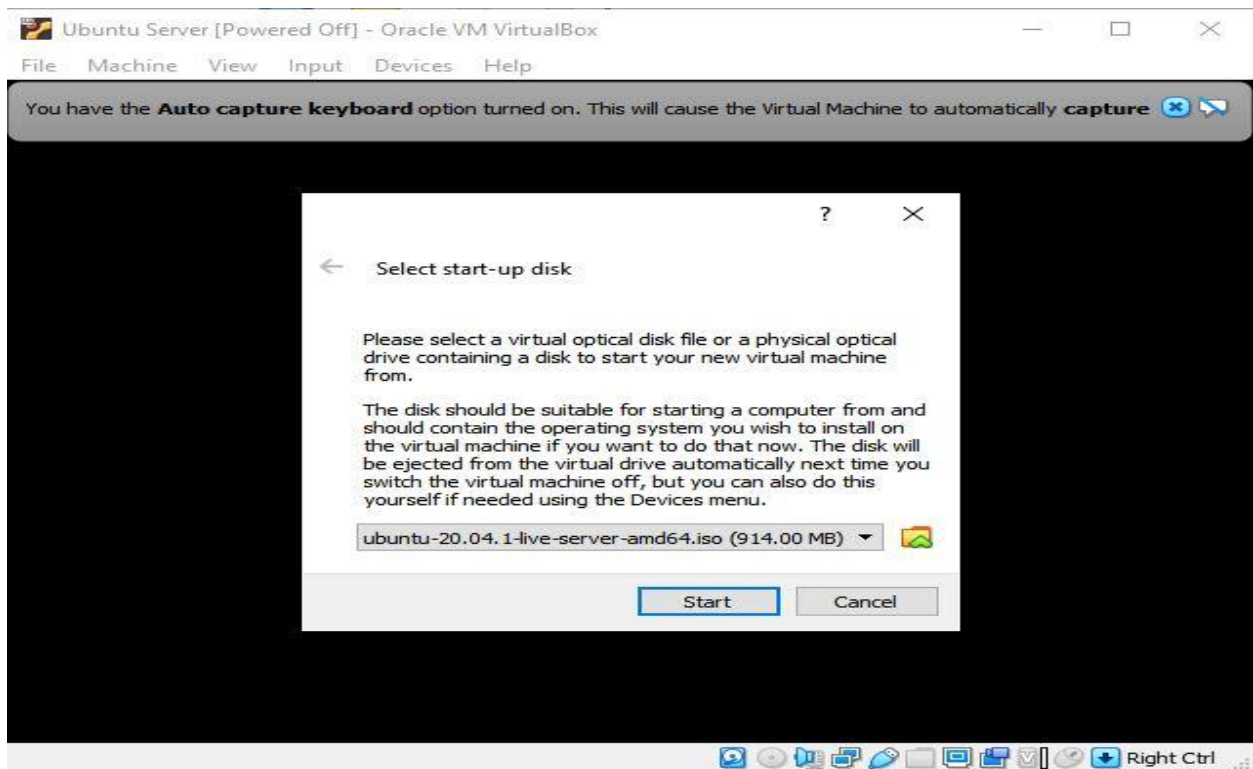 Ubuntu Server [Powered Off] - Oracle VM VirtualBox
File Machine View Input Devices Help
You have the Auto capture keyboard option turned on. This will cause the Virtual Machine to automatically capture
?
Select start-up disk
Please select a virtual optical disk file or a physical optical
drive containing a disk to start your new virtual machine
from.
The disk should be suitable for starting a computer from and
should contain the operating system you wish to install on
the virtual machine if you want to do that now. The disk will
be ejected from the virtual drive automatically next time you
switch the virtual machine off, but you can also do this
yourself if needed using the Devices menu.
ubuntu-20.04.1-live-server-amd64.iso (914.00 MB)
Start Cancel
Right Ctrl